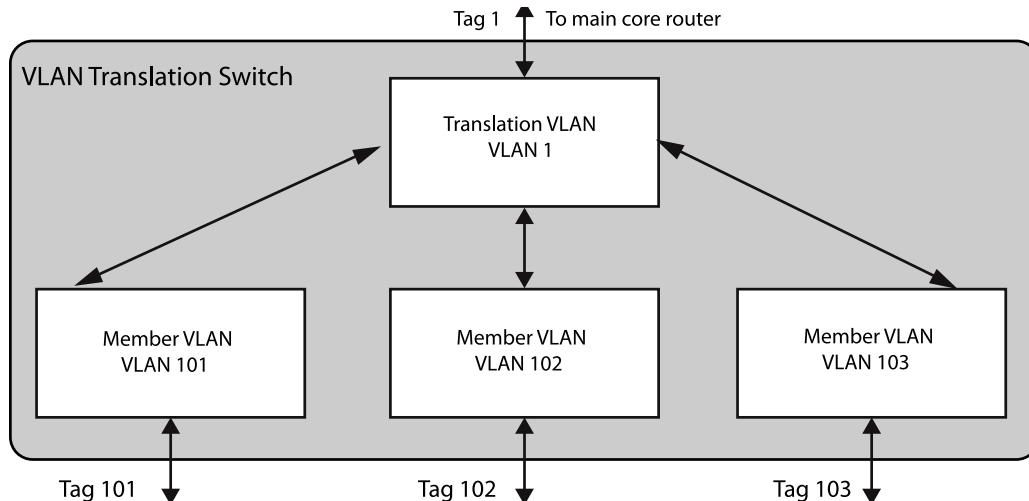 Tag 1 To main core router
VLAN Translation Switch
Translation VLAN
VLAN 1
Member VLAN
VLAN 101
Member VLAN
VLAN 102
Member VLAN
VLAN 103
Tag 101
Tag 102
Tag 103